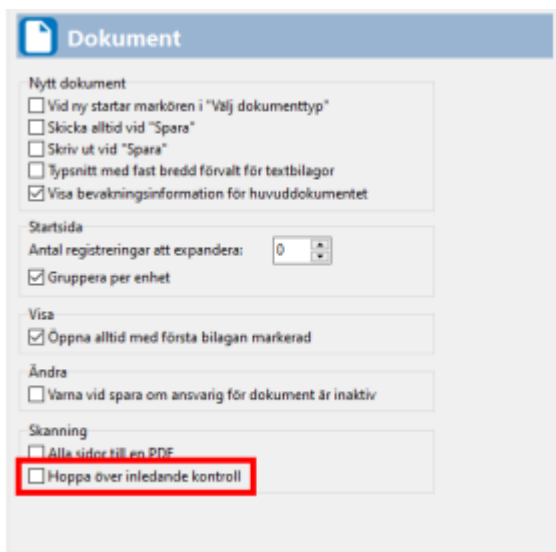 Dokument
Nytt dokument
Vid ny startar markören i "Välj dokumenttyp"
Skicka alltid vid "Spara"
Skriv ut vid "Spara"
Typsnitt med fast bredd förvalt för textbilagor
Visa bevakningsinformation för huvuddokumentet
Startsida
Antal registreringar att expandera: 0
Gruppera per enhet
Visa
Öppna alltid med första bilagan markerad
Ändra
Varna vid spara om ansvarig för dokument är inaktiv
Skanning
Alla sidor till en PDF
Hoppa över inledande kontroll